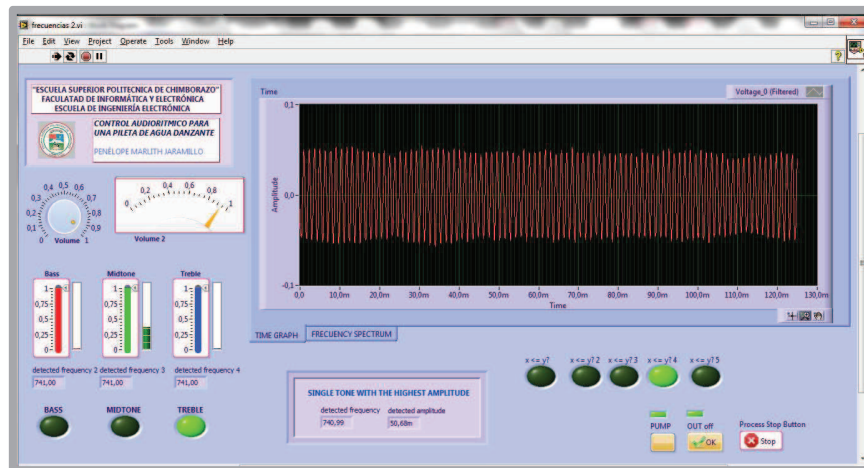 frecuencias 2.vi
File Edit View Project Operate Tools Window Help
"ESCUELA SUPERIOR POLITECNICA DE CHIMBORAZO"
FACULATAD DE INFORMÁTICA Y ELECTRÓNICA
ESCUELA DE INGENIERÍA ELECTRÓNICA
CONTROL AUDIORITMICO PARA
UNA PILETA DE AGUA DANZANTE
PENÉLOPE MARLITH JARAMILLO
0 0,1 0,2 0,3 0,4 0,5 0,6 0,7 0,8 0,9 1
Volume
0 0,2 0,4 0,6 0,8 1
Volume 2
Time
Voltage_0 (Filtered)
Amplitude
0,1
0,0
-0,1
0,0 10,0m 20,0m 30,0m 40,0m 50,0m 60,0m 70,0m 80,0m 90,0m 100,0m 110,0m 120,0m 130,0m
Time
TIME GRAPH FRECUENCY SPECTRUM
Bass Midtone Treble
1 1 1
0,75 0,75 0,75
0,5 0,5 0,5
0,25 0,25 0,25
0 0 0
detected frequency 2 detected frequency 3 detected frequency 4
741,00 741,00 741,00
BASS MIDTONE TREBLE
SINGLE TONE WITH THE HIGHEST AMPLITUDE
detected frequency detected amplitude
740,99 50,68m
x <= y? x <= y? 2 x <= y? 3 x <= y? 4 x <= y? 5
PUMP OUT off Process Stop Button
OK Stop